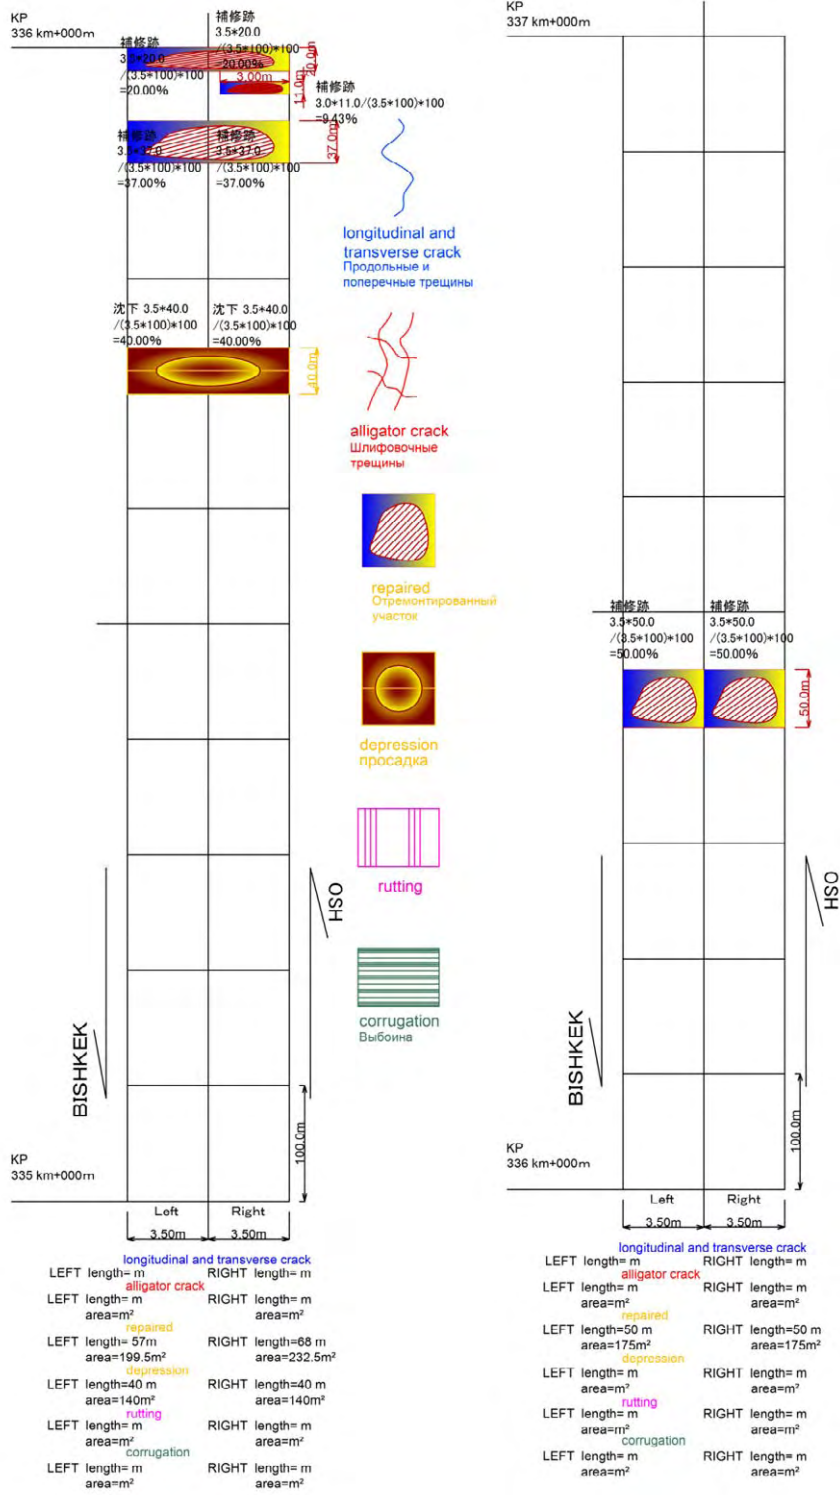 KP
336 km+000m
補修跡
3.5*20.0
/(3.5*100)*100
=20.00%
補修跡
3.5*20.0
/(3.5*100)*100
=20.00%
20.0m
3.00m
11.0m
補修跡
3.0*11.0/(3.5*100)*100
=9.43%
補修跡
3.5*37.0
/(3.5*100)*100
=37.00%
補修跡
3.5*37.0
/(3.5*100)*100
=37.00%
37.0m
沈下 3.5*40.0
/(3.5*100)*100
=40.00%
沈下 3.5*40.0
/(3.5*100)*100
=40.00%
40.0m
BISHKEK
HSO
100.0m
KP
335 km+000m
Left
Right
3.50m
3.50m
longitudinal and transverse crack
LEFT length= m
RIGHT length= m
alligator crack
LEFT length= m
area=m²
RIGHT length= m
area=m²
repaired
LEFT length= 57m
area=199.5m²
RIGHT length=68 m
area=232.5m²
depression
LEFT length=40 m
area=140m²
RIGHT length=40 m
area=140m²
rutting
LEFT length= m
area=m²
RIGHT length= m
area=m²
corrugation
LEFT length= m
area=m²
RIGHT length= m
area=m²
longitudinal and
transverse crack
Продольные и
поперечные трещины
alligator crack
Шлифовочные
трещины
repaired
Отремонтированный
участок
depression
просадка
rutting
corrugation
Выбоина
KP
337 km+000m
補修跡
3.5*50.0
/(3.5*100)*100
=50.00%
補修跡
3.5*50.0
/(3.5*100)*100
=50.00%
50.0m
BISHKEK
HSO
100.0m
KP
336 km+000m
Left
Right
3.50m
3.50m
longitudinal and transverse crack
LEFT length= m
RIGHT length= m
alligator crack
LEFT length= m
area=m²
RIGHT length= m
area=m²
repaired
LEFT length=50 m
area=175m²
RIGHT length=50 m
area=175m²
depression
LEFT length= m
area=m²
RIGHT length= m
area=m²
rutting
LEFT length= m
area=m²
RIGHT length= m
area=m²
corrugation
LEFT length= m
area=m²
RIGHT length= m
area=m²